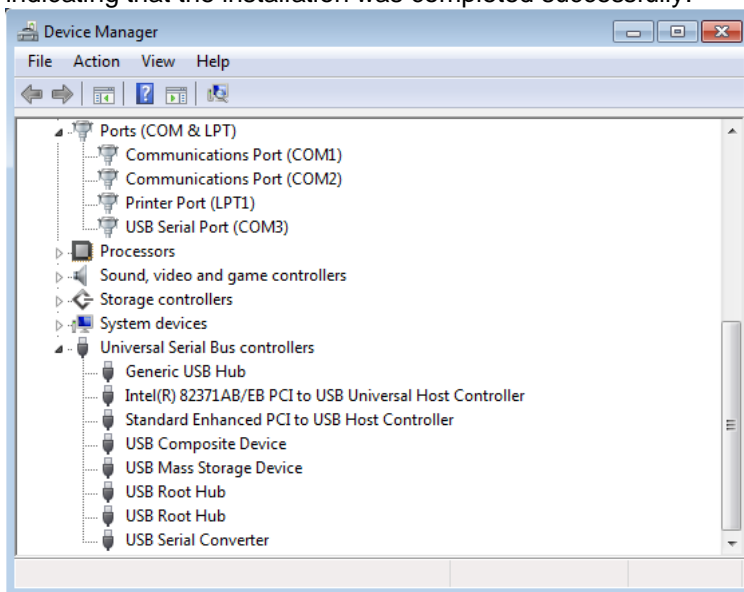 indicating that the installation was completed successfully.
Device Manager
File Action View Help
Ports (COM & LPT)
Communications Port (COM1)
Communications Port (COM2)
Printer Port (LPT1)
USB Serial Port (COM3)
Processors
Sound, video and game controllers
Storage controllers
System devices
Universal Serial Bus controllers
Generic USB Hub
Intel(R) 82371AB/EB PCI to USB Universal Host Controller
Standard Enhanced PCI to USB Host Controller
USB Composite Device
USB Mass Storage Device
USB Root Hub
USB Root Hub
USB Serial Converter